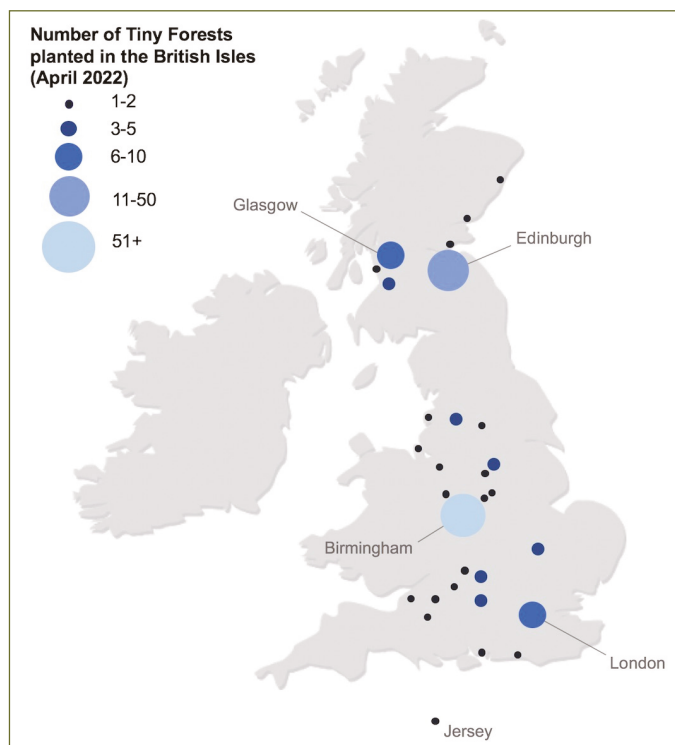 Number of Tiny Forests
planted in the British Isles
(April 2022)
1-2
3-5
6-10
11-50
51+
Glasgow
Edinburgh
Birmingham
London
Jersey